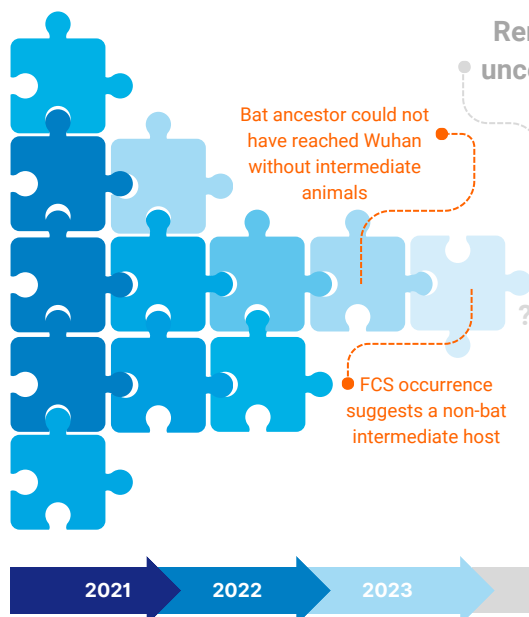 Bat ancestor could not
have reached Wuhan
without intermediate
animals
?
FCS occurrence
suggests a non-bat
intermediate host
2021
2022
2023